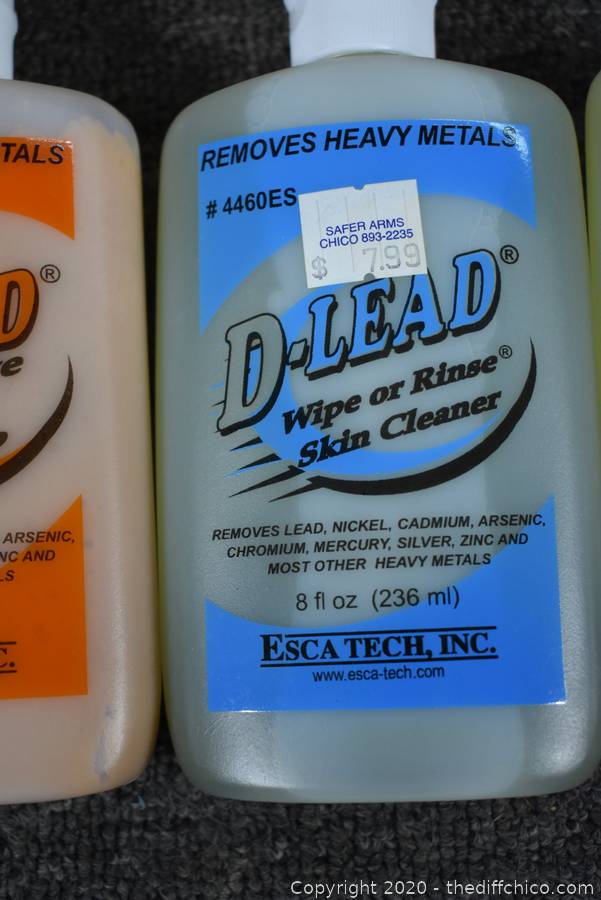 TALS
D®
ARSENIC,
NC AND
LS
C.
REMOVES HEAVY METALS
# 4460ES
SAFER ARMS
CHICO 893-2235
$ 7.99
D-LEAD®
Wipe or Rinse®
Skin Cleaner
REMOVES LEAD, NICKEL, CADMIUM, ARSENIC,
CHROMIUM, MERCURY, SILVER, ZINC AND
MOST OTHER HEAVY METALS
8 fl oz (236 ml)
ESCA TECH, INC.
www.esca-tech.com
Copyright 2020 - thediffchico.com